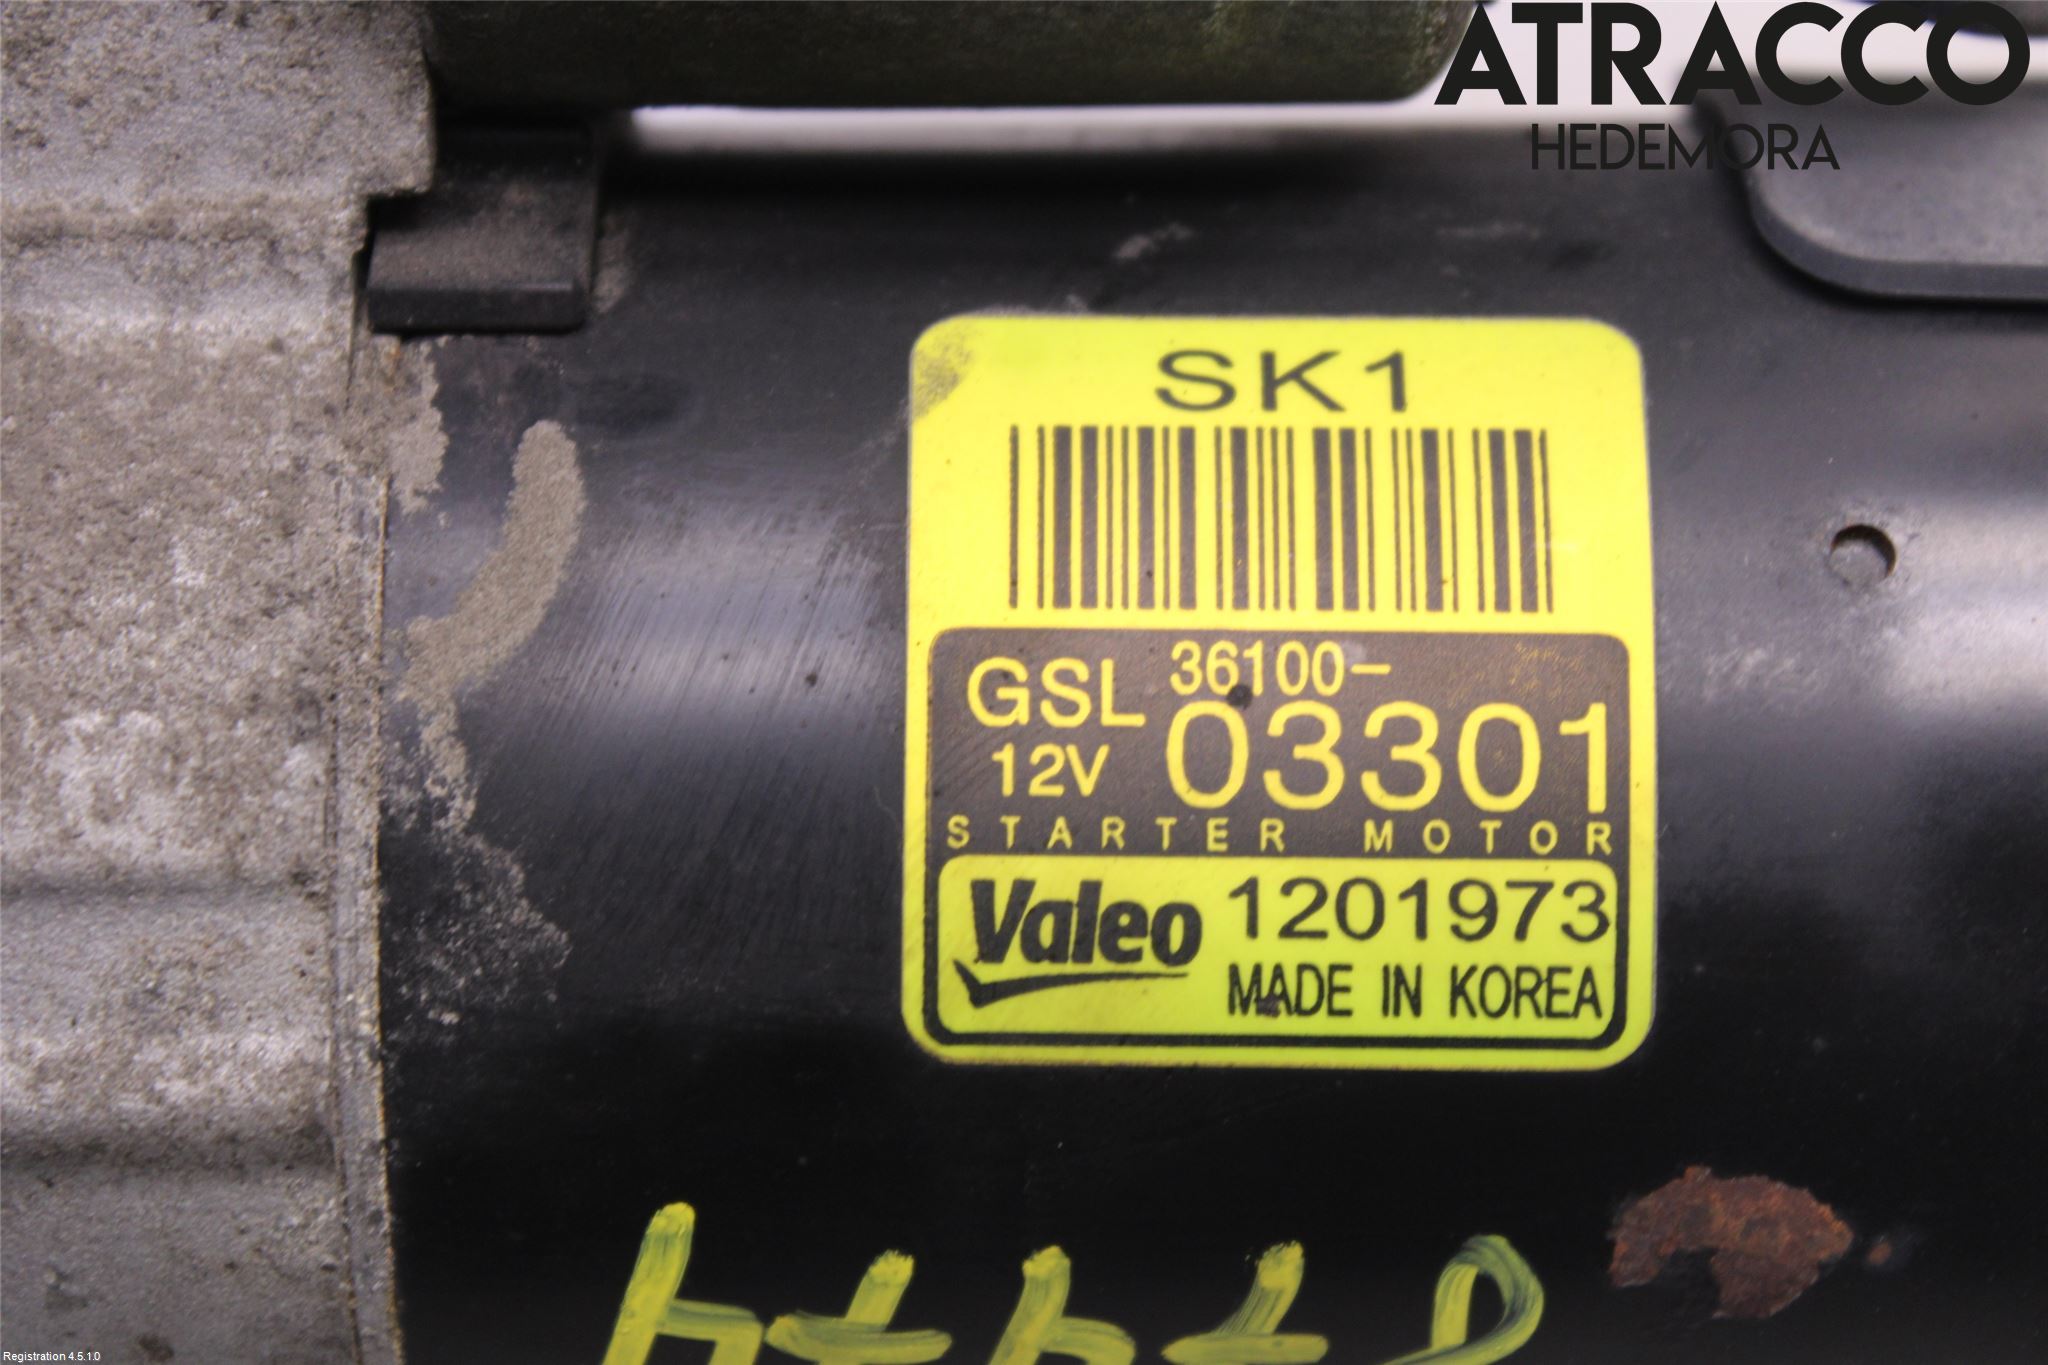 ATRACCO
HEDEMORA
SK1
GSL 36100-
12V 03301
STARTER MOTOR
Valeo 1201973
MADE IN KOREA
Registration 4.5.1.0